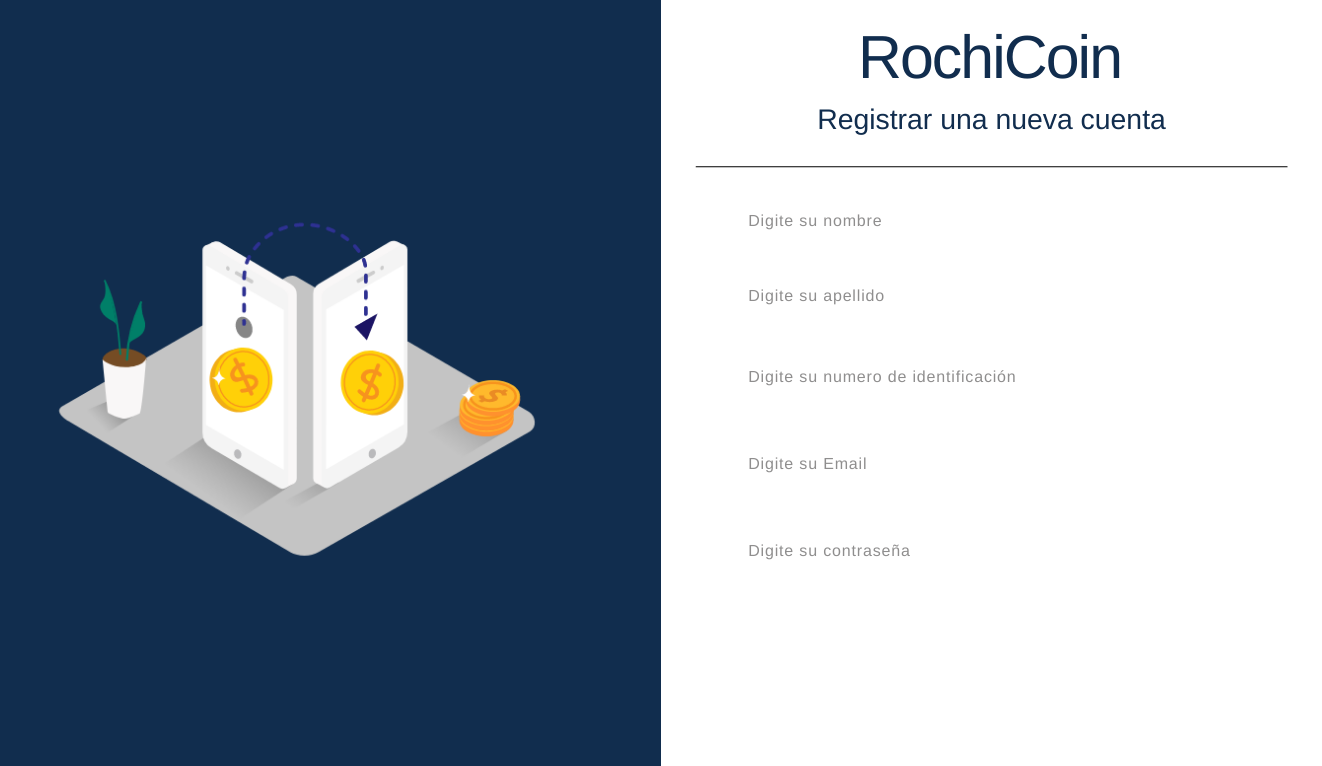 RochiCoin
Registrar una nueva cuenta
Digite su nombre
Digite su apellido
Digite su numero de identificación
Digite su Email
Digite su contraseña
$
$
$